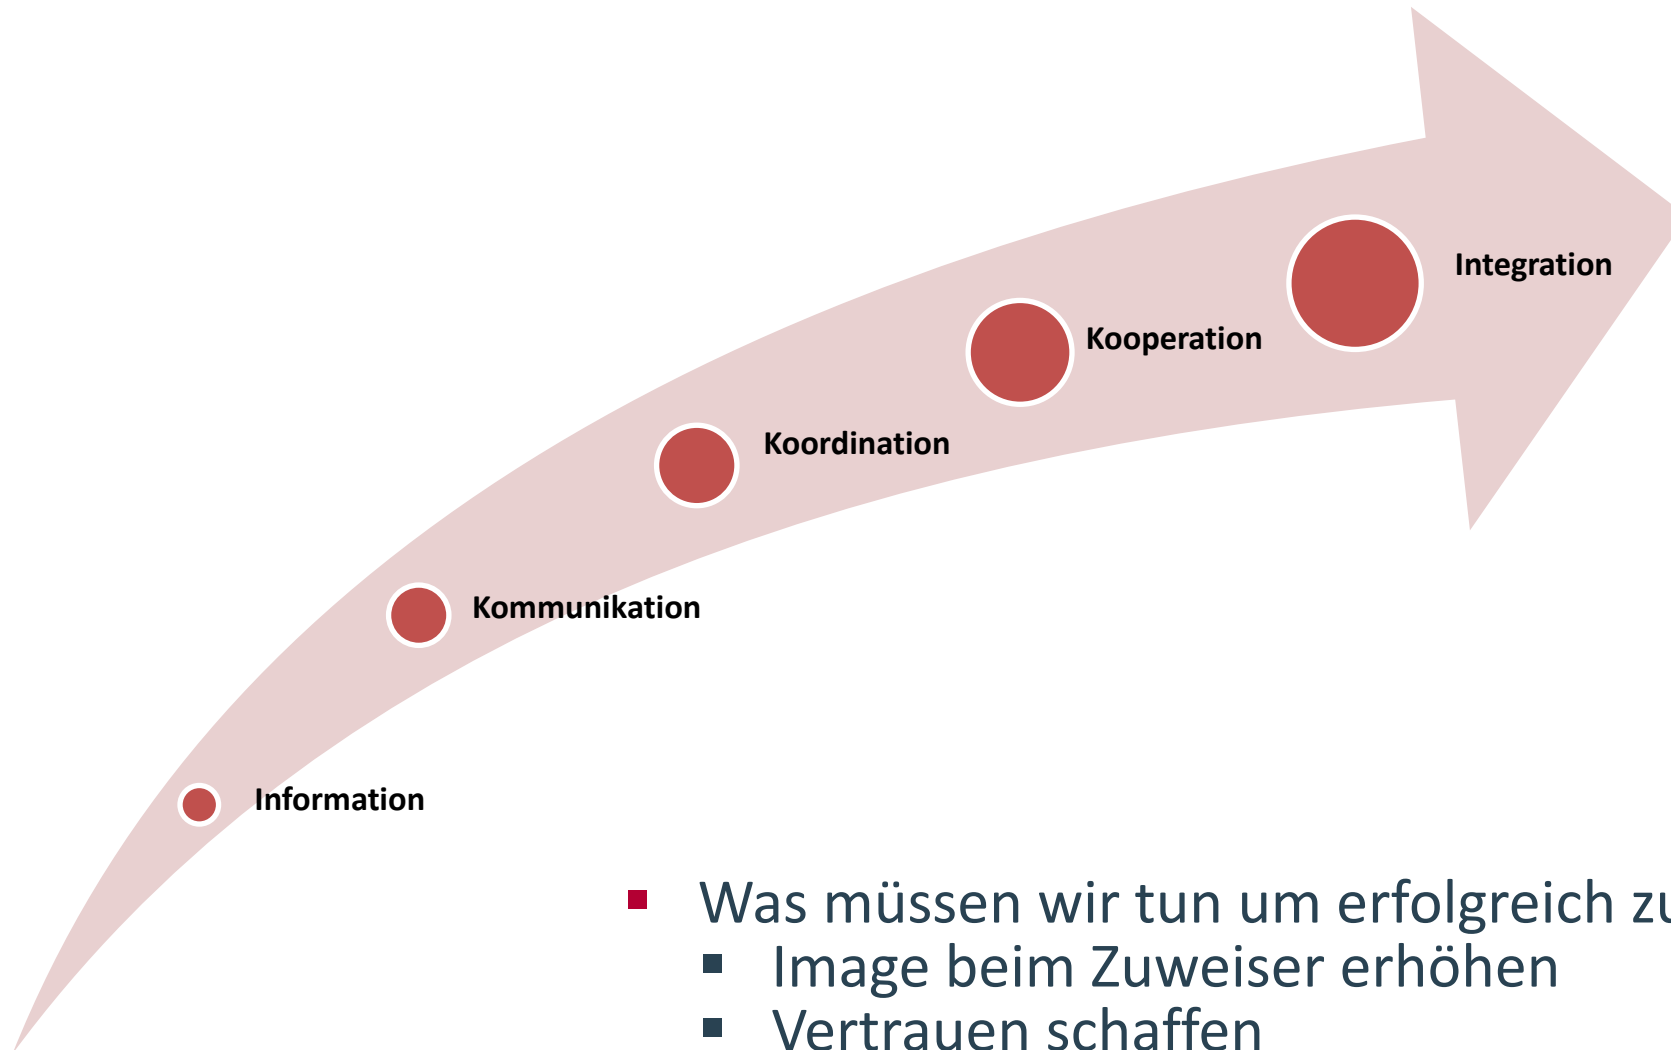 Integration
Kooperation
Koordination
Kommunikation
Information
Was müssen wir tun um erfolgreich zu
Image beim Zuweiser erhöhen
Vertrauen schaffen